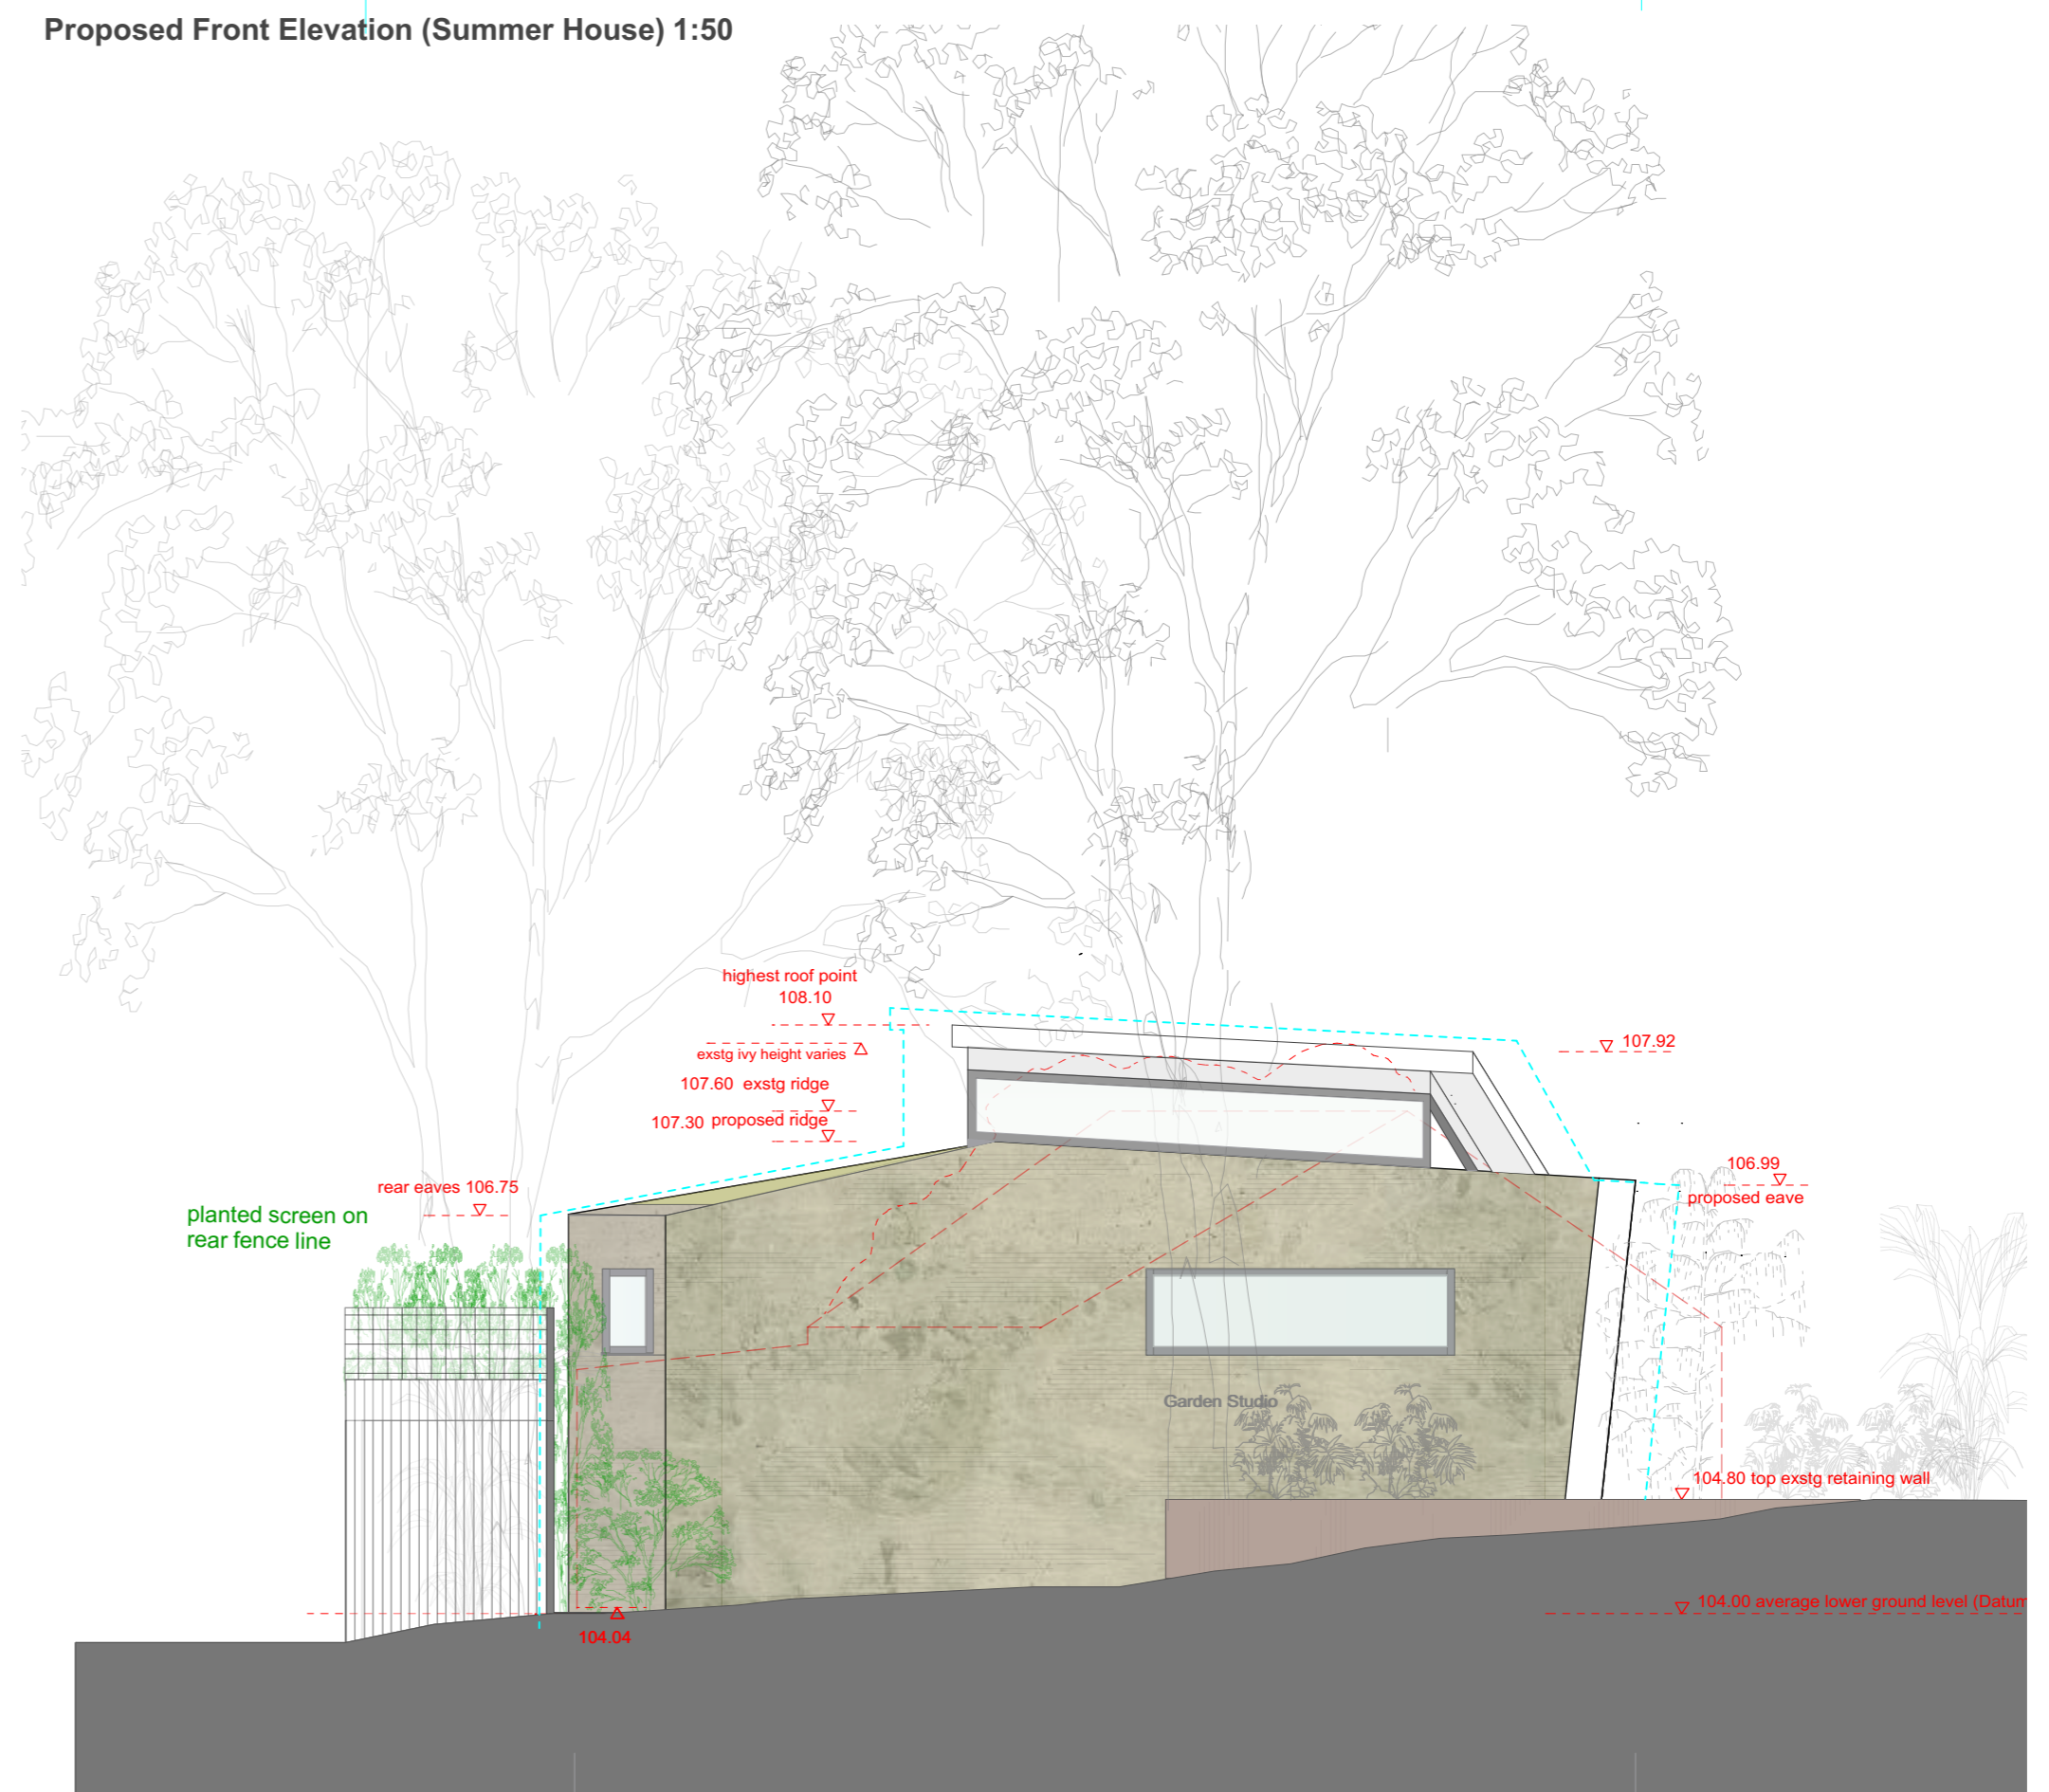 Proposed Front Elevation (Summer House) 1:50
highest roof point
108.10
exstg ivy height varies
107.92
107.60 exstg ridge
107.30 proposed ridge
106.99
proposed eave
rear eaves 106.75
planted screen on
rear fence line
Garden Studio
104.80 top exstg retaining wall
104.00 average lower ground level (Datum
104.04